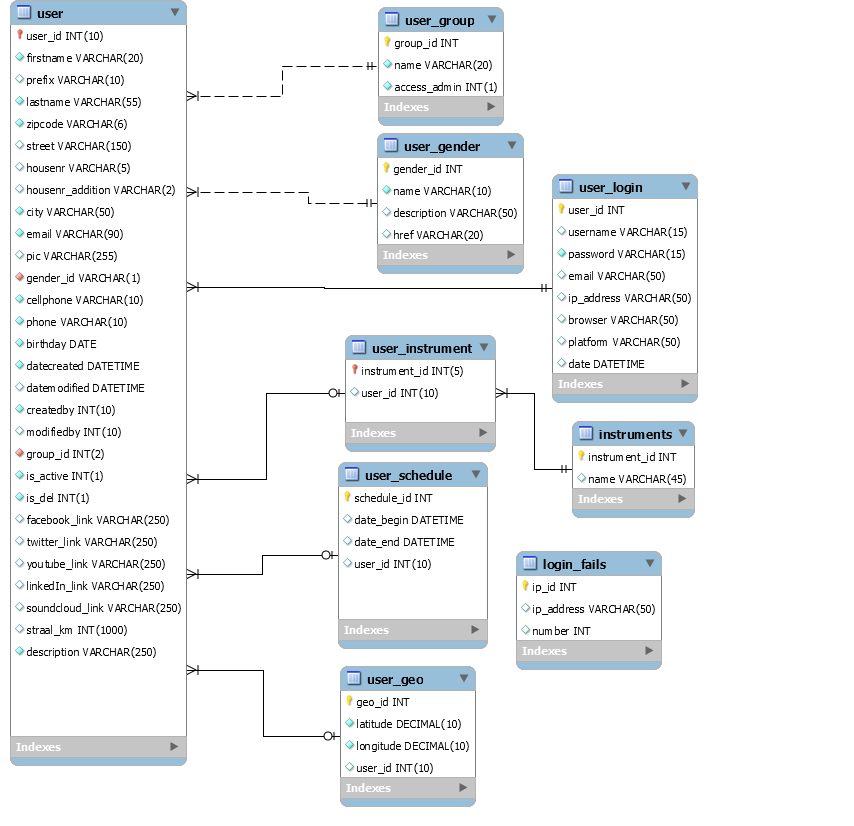 user
user_id INT(10)
firstname VARCHAR(20)
prefix VARCHAR(10)
lastname VARCHAR(55)
zipcode VARCHAR(6)
street VARCHAR(150)
housenr VARCHAR(5)
housenr_addition VARCHAR(2)
city VARCHAR(50)
email VARCHAR(90)
pic VARCHAR(255)
gender_id VARCHAR(1)
cellphone VARCHAR(10)
phone VARCHAR(10)
birthday DATE
datecreated DATETIME
datemodified DATETIME
createdby INT(10)
modifiedby INT(10)
group_id INT(2)
is_active INT(1)
is_del INT(1)
facebook_link VARCHAR(250)
twitter_link VARCHAR(250)
youtube_link VARCHAR(250)
linkedIn_link VARCHAR(250)
soundcloud_link VARCHAR(250)
straal_km INT(1000)
description VARCHAR(250)
Indexes
user_group
group_id INT
name VARCHAR(20)
access_admin INT(1)
Indexes
user_gender
gender_id INT
name VARCHAR(10)
description VARCHAR(50)
href VARCHAR(20)
Indexes
user_login
user_id INT
username VARCHAR(15)
password VARCHAR(15)
email VARCHAR(50)
ip_address VARCHAR(50)
browser VARCHAR(50)
platform VARCHAR(50)
date DATETIME
Indexes
user_instrument
instrument_id INT(5)
user_id INT(10)
Indexes
instruments
instrument_id INT
name VARCHAR(45)
Indexes
user_schedule
schedule_id INT
date_begin DATETIME
date_end DATETIME
user_id INT(10)
Indexes
login_fails
ip_id INT
ip_address VARCHAR(50)
number INT
Indexes
user_geo
geo_id INT
latitude DECIMAL(10)
longitude DECIMAL(10)
user_id INT(10)
Indexes